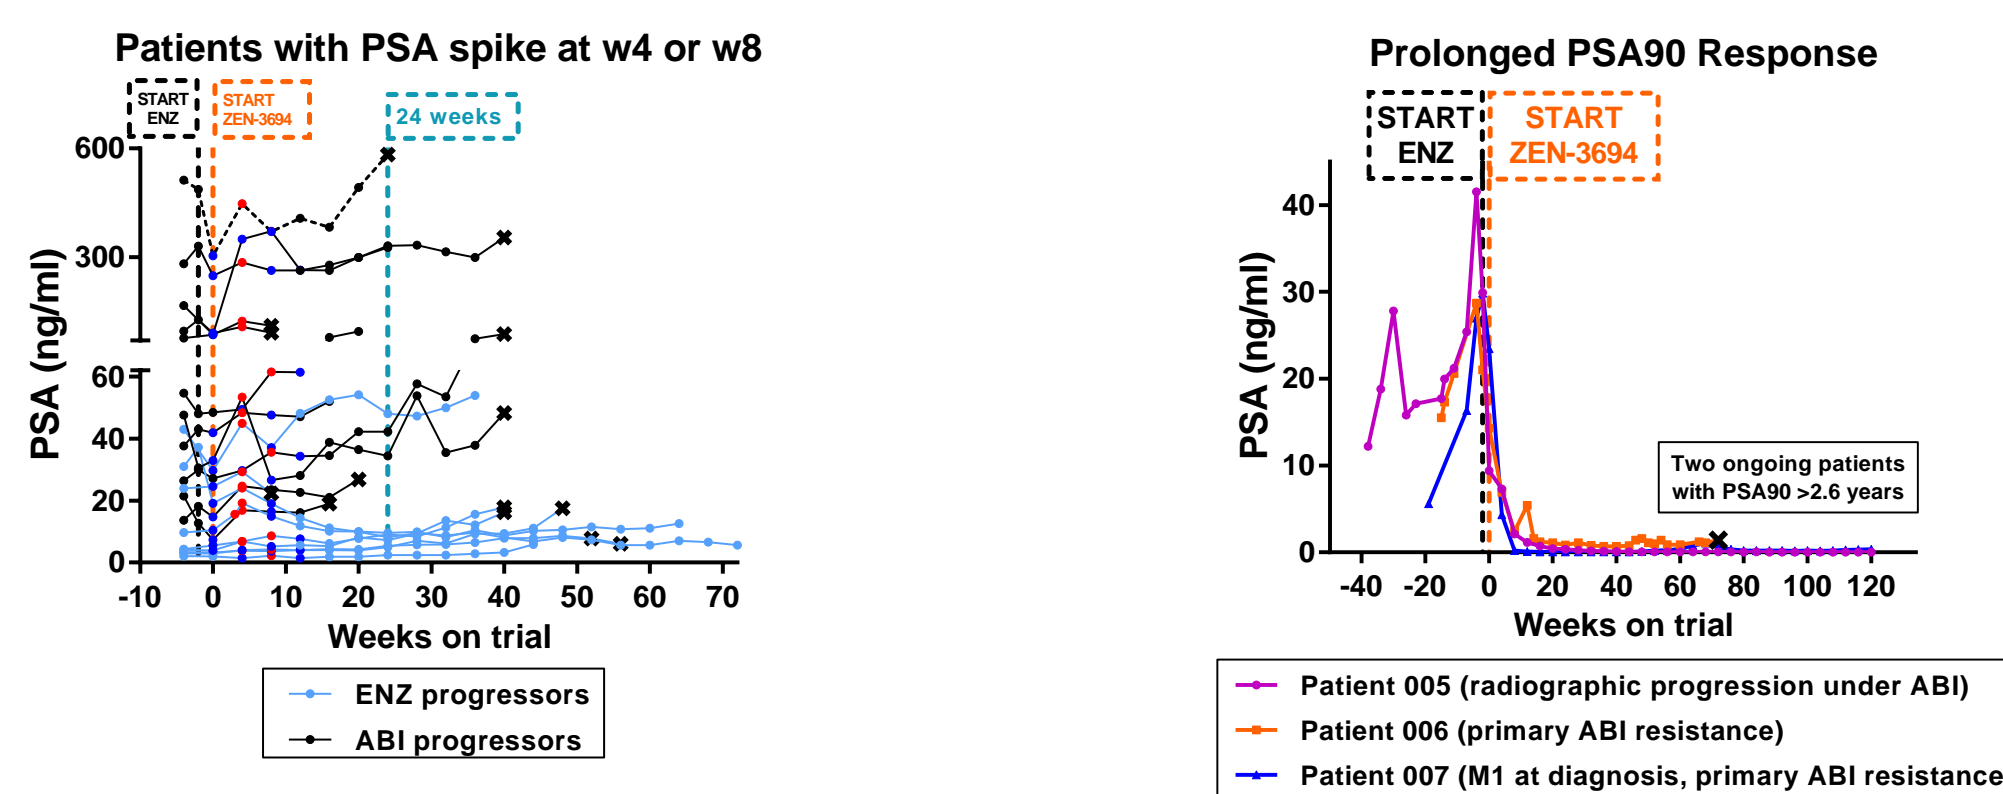 Patients with PSA spike at w4 or w8
START
ENZ
START
ZEN-3694
24 weeks
600
300
60
40
20
0
PSA (ng/ml)
-10 0 10 20 30 40 50 60 70
Weeks on trial
ENZ progressors
ABI progressors
Prolonged PSA90 Response
START
ENZ
START
ZEN-3694
40
30
20
10
0
PSA (ng/ml)
Two ongoing patients
with PSA90 >2.6 years
-40 -20 0 20 40 60 80 100 120
Weeks on trial
Patient 005 (radiographic progression under ABI)
Patient 006 (primary ABI resistance)
Patient 007 (M1 at diagnosis, primary ABI resistance